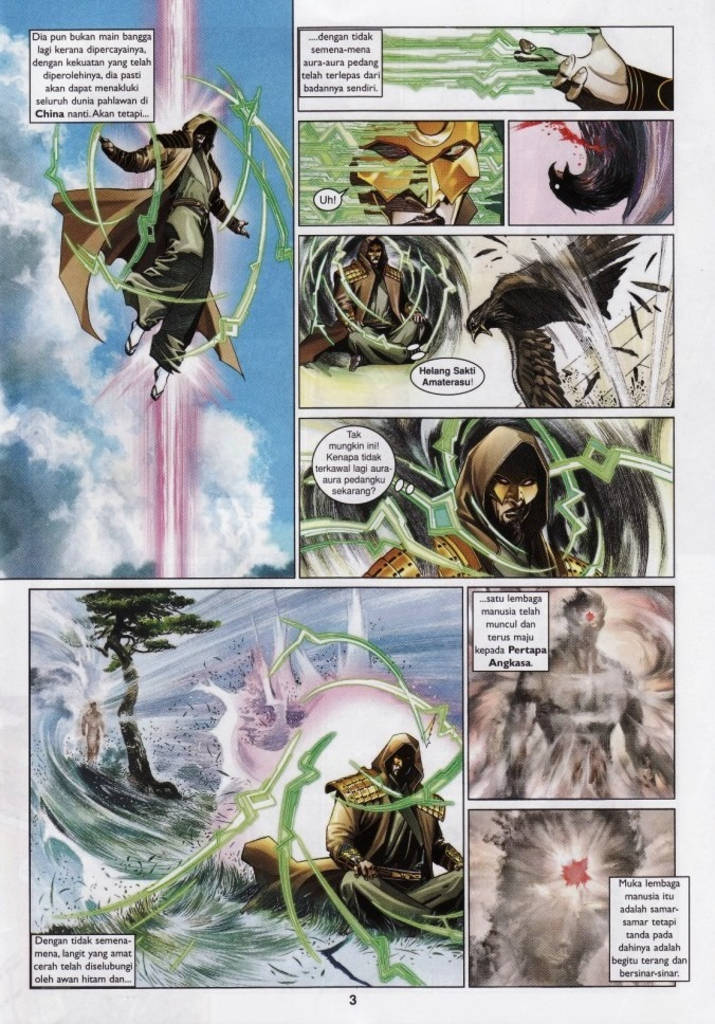 Dia pun bukan main bangga
lagi kerana dipercayainya,
dengan kekuatan yang telah
diperolehinya, dia pasti
akan dapat menakluki
seluruh dunia pahlawan di
China nanti. Akan tetapi...
....dengan tidak
semena-mena
aura-aura pedang
telah terlepas dari
badannya sendiri.
Uh!
Helang Sakti
Amaterasu!
Tak
mungkin ini!
Kenapa tidak
terkawal lagi aura-
aura pedangku
sekarang?
Dengan tidak semena-
mena, langit yang amat
cerah telah diselubungi
oleh awan hitam dan...
...satu lembaga
manusia telah
muncul dan
terus maju
kepada Pertapa
Angkasa.
Muka lembaga
manusia itu
adalah samar-
samar tetapi
tanda pada
dahinya adalah
begitu terang dan
bersinar-sinar.
3